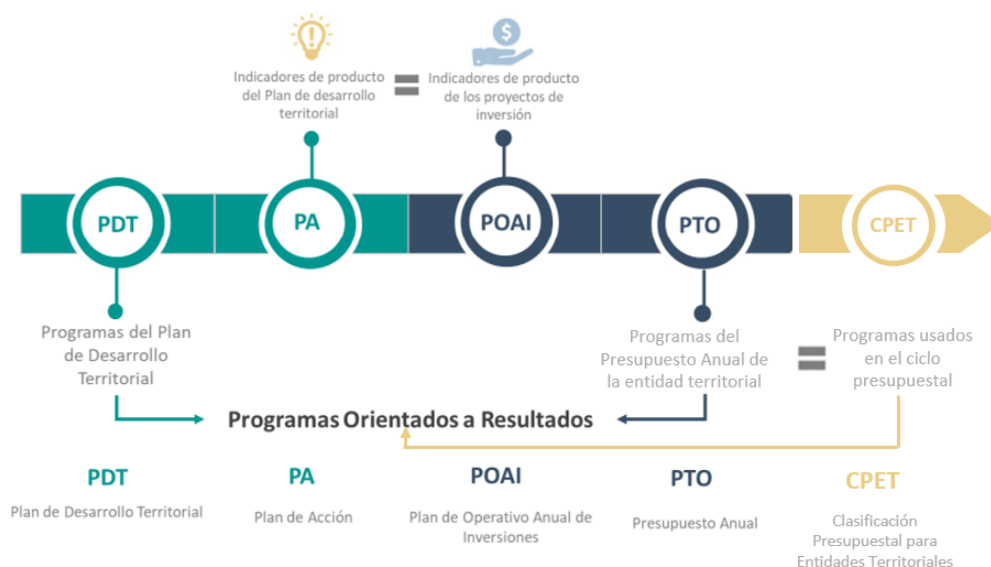 Indicadores de producto
del Plan de desarrollo
territorial
=
Indicadores de producto
de los proyectos de
inversión
PDT
PA
POAI
PTO
CPET
Programas del Plan
de Desarrollo
Territorial
Programas del
Presupuesto Anual de
la entidad territorial
=
Programas usados
en el ciclo
presupuestal
Programas Orientados a Resultados
PDT
Plan de Desarrollo Territorial
PA
Plan de Acción
POAI
Plan de Operativo Anual de
Inversiones
PTO
Presupuesto Anual
CPET
Clasificación
Presupuestal para
Entidades Territoriales